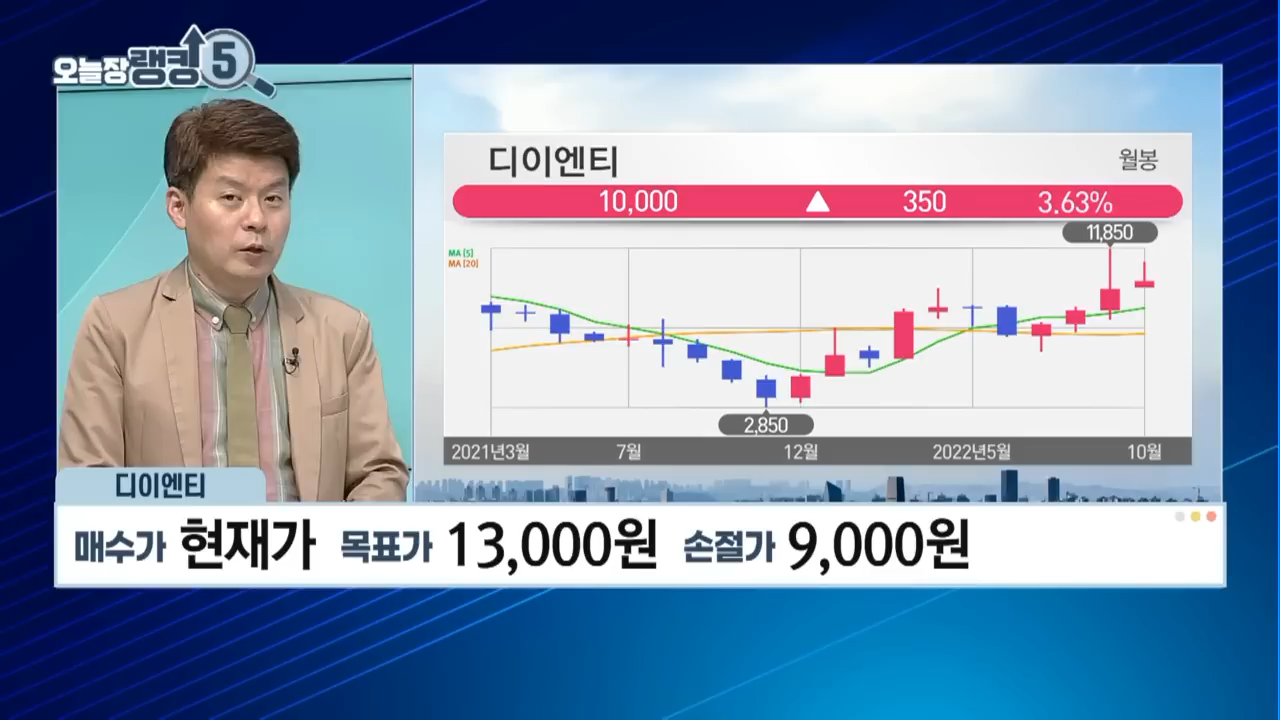 오늘장 랭킹 5
디이엔티
월봉
10,000 ▲ 350 3.63%
11,850
MA [5]
MA [20]
2,850
2021년3월 7월 12월 2022년5월 10월
디이엔티
매수가 현재가 목표가 13,000원 손절가 9,000원